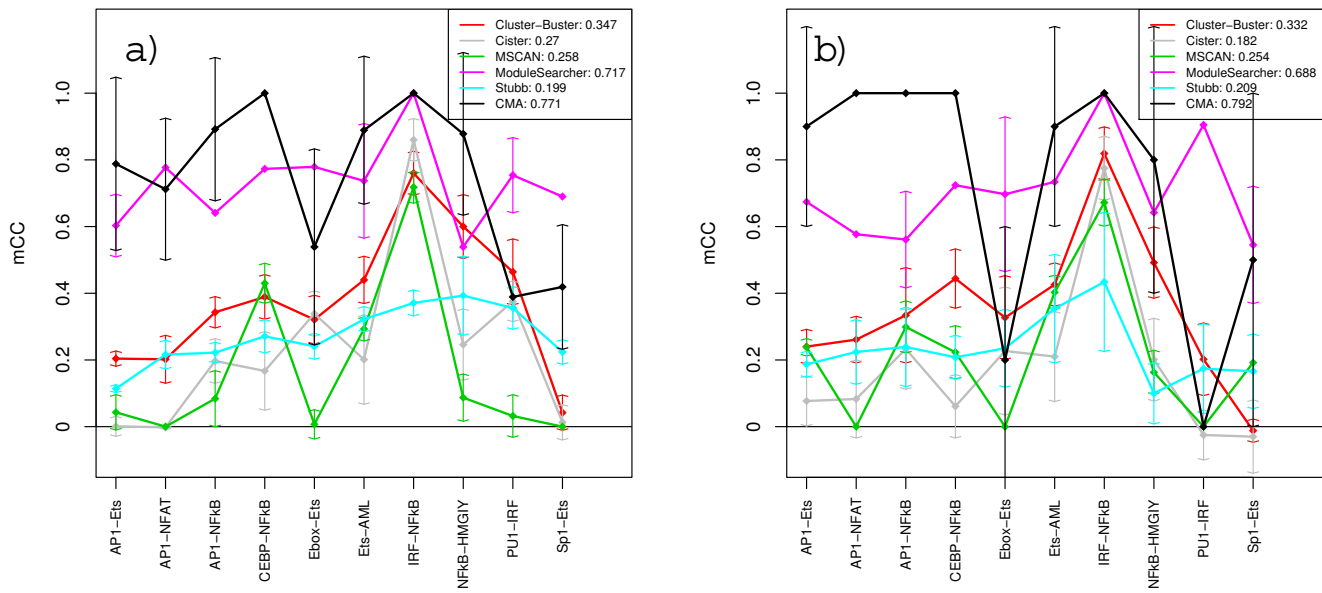 a)
Cluster-Buster: 0.347
Cister: 0.27
MSCAN: 0.258
ModuleSearcher: 0.717
Stubb: 0.199
CMA: 0.771
mCC
1.0
0.8
0.6
0.4
0.2
0
AP1-Ets
AP1-NFAT
AP1-NFkB
CEBP-NFkB
Ebox-Ets
Ets-AML
IRF-NFkB
NFkB-HMGIY
PU1-IRF
Sp1-Ets
b)
Cluster-Buster: 0.332
Cister: 0.182
MSCAN: 0.254
ModuleSearcher: 0.688
Stubb: 0.209
CMA: 0.792
mCC
1.0
0.8
0.6
0.4
0.2
0
AP1-Ets
AP1-NFAT
AP1-NFkB
CEBP-NFkB
Ebox-Ets
Ets-AML
IRF-NFkB
NFkB-HMGIY
PU1-IRF
Sp1-Ets